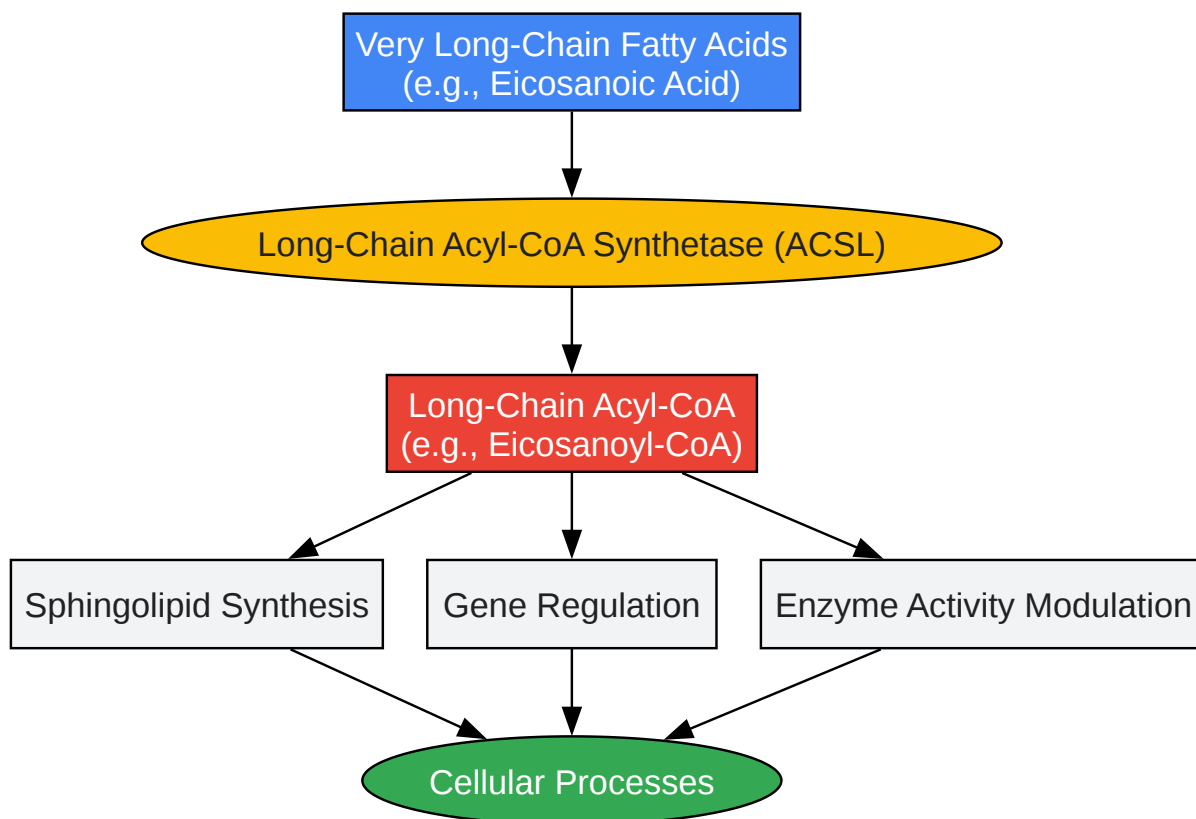 Very Long-Chain Fatty Acids
(e.g., Eicosanoic Acid)
Long-Chain Acyl-CoA Synthetase (ACSL)
Long-Chain Acyl-CoA
(e.g., Eicosanoyl-CoA)
Sphingolipid Synthesis
Gene Regulation
Enzyme Activity Modulation
Cellular Processes